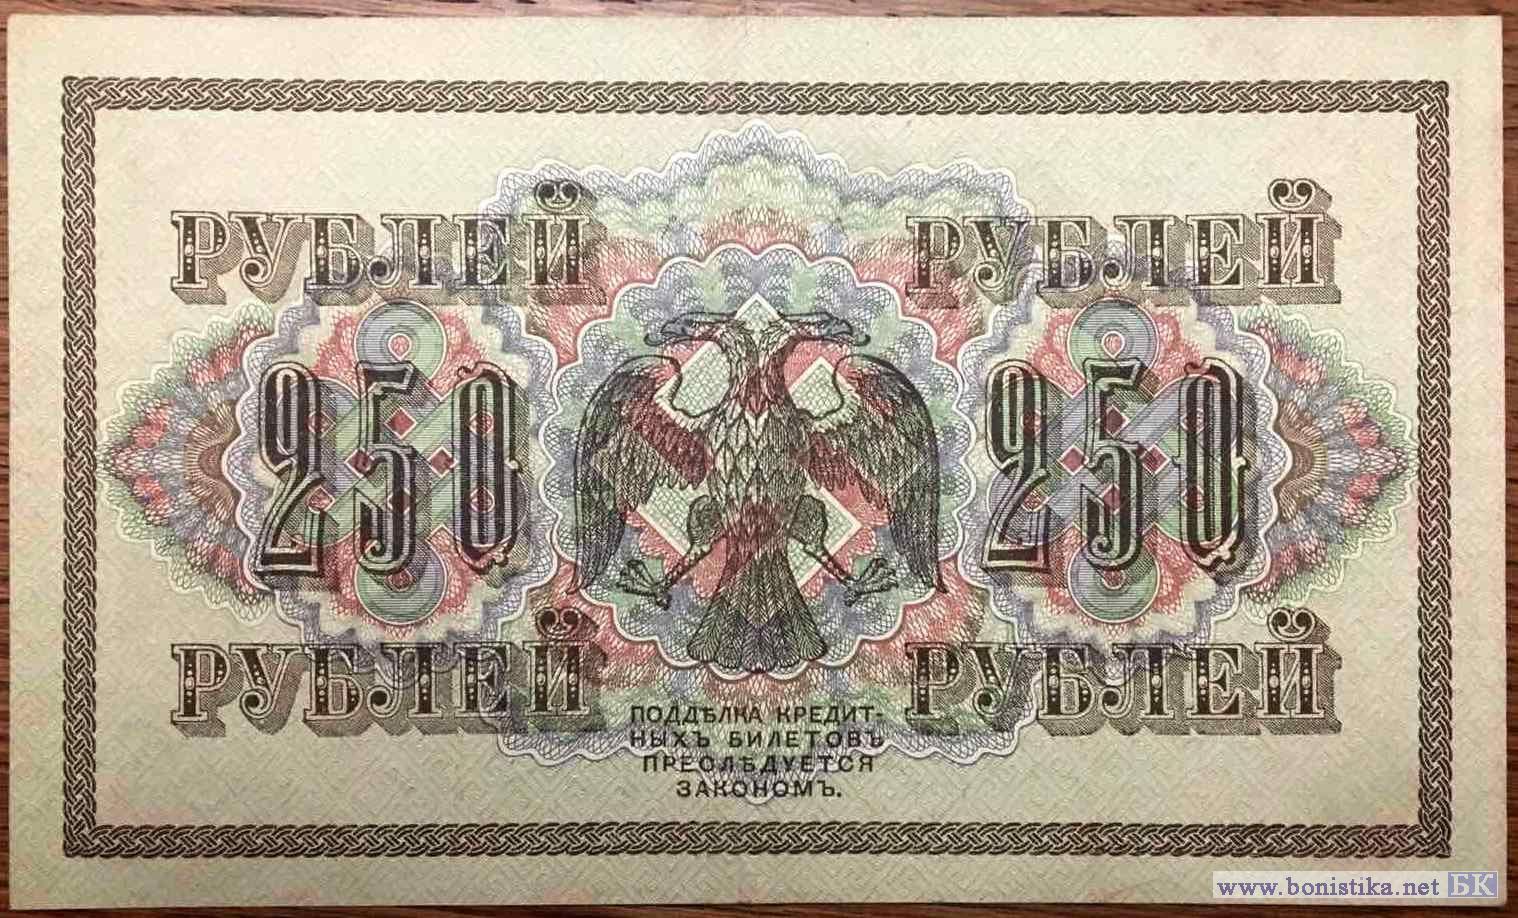 РУБЛЕЙ РУБЛЕЙ
250 250
РУБЛЕЙ РУБЛЕЙ
ПОДДѢЛКА КРЕДИТ-
НЫХЪ БИЛЕТОВЪ
ПРЕСЛѢДУЕТСЯ
ЗАКОНОМЪ.
www.bonistika.net БК